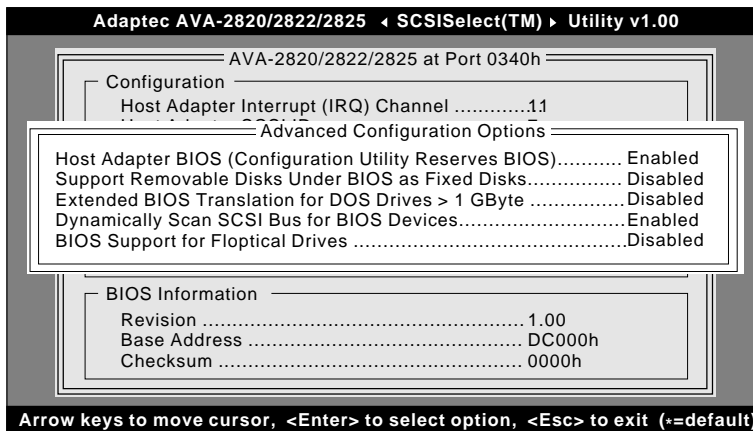 Adaptec AVA-2820/2822/2825 ◂ SCSISelect(TM) ▸ Utility v1.00
AVA-2820/2822/2825 at Port 0340h
Configuration
Host Adapter Interrupt (IRQ) Channel ............11
Advanced Configuration Options
Host Adapter BIOS (Configuration Utility Reserves BIOS)........... Enabled
Support Removable Disks Under BIOS as Fixed Disks................ Disabled
Extended BIOS Translation for DOS Drives > 1 GByte ................Disabled
Dynamically Scan SCSI Bus for BIOS Devices............................Enabled
BIOS Support for Floptical Drives ..............................................Disabled
BIOS Information
Revision ...................................................... 1.00
Base Address .............................................. DC000h
Checksum ................................................... 0000h
Arrow keys to move cursor, <Enter> to select option, <Esc> to exit (*=default)